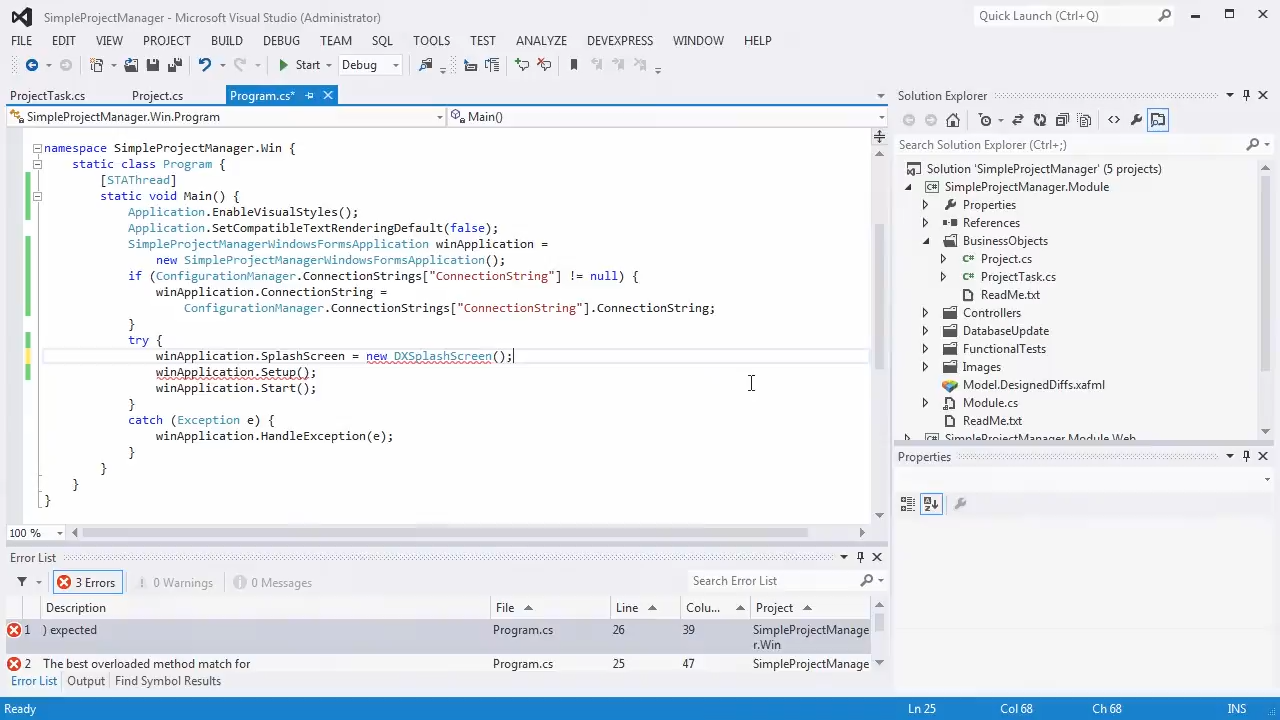 SimpleProjectManager - Microsoft Visual Studio (Administrator)
Quick Launch (Ctrl+Q)
FILE EDIT VIEW PROJECT BUILD DEBUG TEAM SQL TOOLS TEST ANALYZE DEVEXPRESS WINDOW HELP
Start Debug
ProjectTask.cs Project.cs Program.cs*
SimpleProjectManager.Win.Program Main()
namespace SimpleProjectManager.Win {
static class Program {
[STAThread]
static void Main() {
Application.EnableVisualStyles();
Application.SetCompatibleTextRenderingDefault(false);
SimpleProjectManagerWindowsFormsApplication winApplication =
new SimpleProjectManagerWindowsFormsApplication();
if (ConfigurationManager.ConnectionStrings["ConnectionString"] != null) {
winApplication.ConnectionString =
ConfigurationManager.ConnectionStrings["ConnectionString"].ConnectionString;
}
try {
winApplication.SplashScreen = new DXSplashScreen();
winApplication.Setup();
winApplication.Start();
}
catch (Exception e) {
winApplication.HandleException(e);
}
}
}
}
100 %
Solution Explorer
Search Solution Explorer (Ctrl+;)
Solution 'SimpleProjectManager' (5 projects)
SimpleProjectManager.Module
Properties
References
BusinessObjects
Project.cs
ProjectTask.cs
ReadMe.txt
Controllers
DatabaseUpdate
FunctionalTests
Images
Model.DesignedDiffs.xafml
Module.cs
ReadMe.txt
SimpleProjectManager.Module.Web
Properties
Error List
3 Errors 0 Warnings 0 Messages
Search Error List
Description File Line Colu... Project
1 ) expected Program.cs 26 39 SimpleProjectManage
r.Win
2 The best overloaded method match for Program.cs 25 47 SimpleProjectManage
Error List Output Find Symbol Results
Ready Ln 25 Col 68 Ch 68 INS